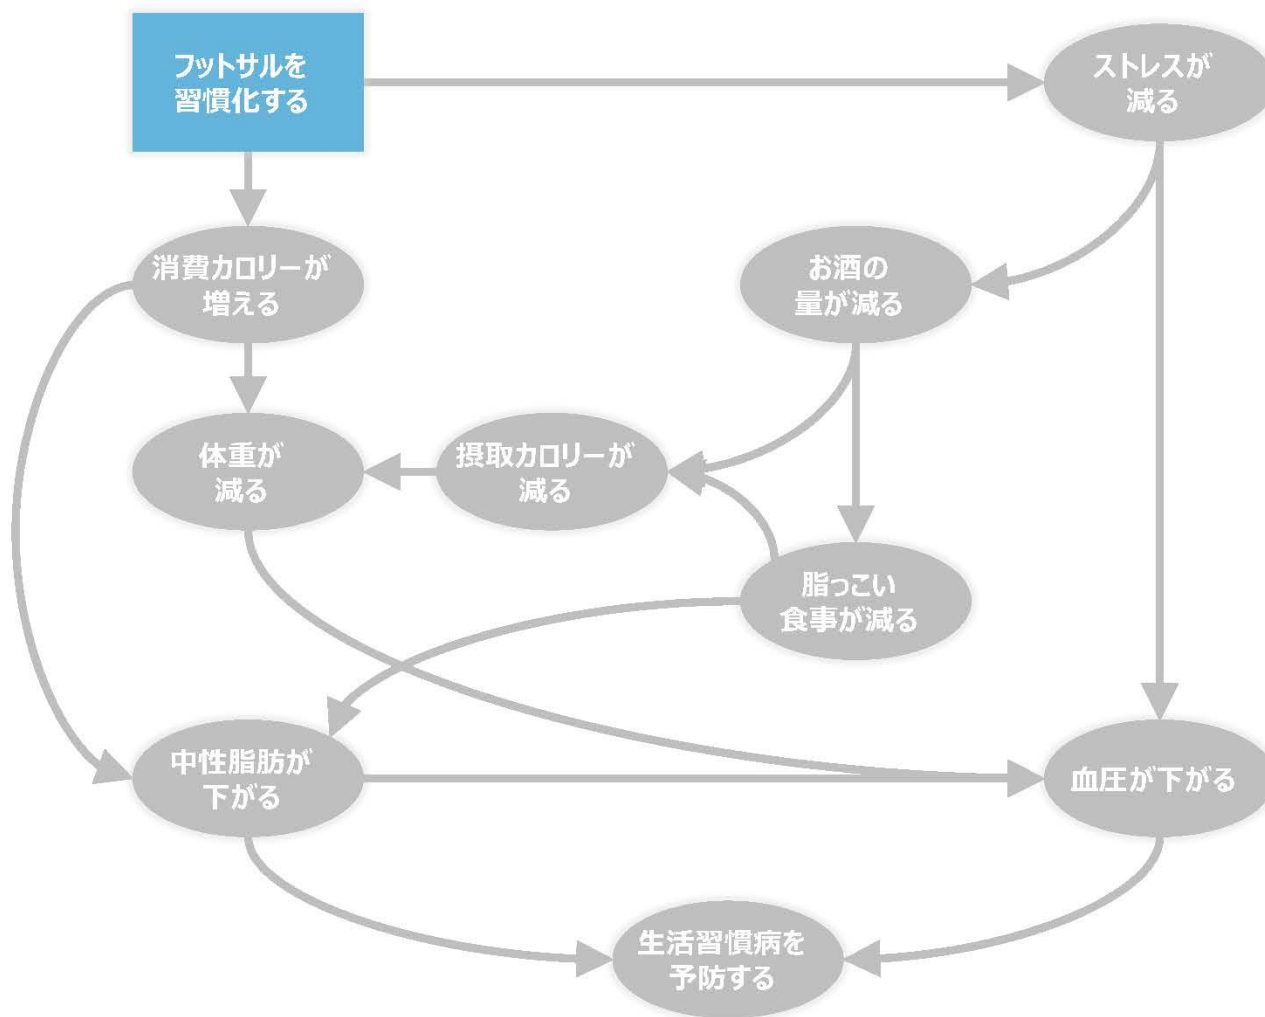 フットサルを
習慣化する
ストレスが
減る
消費カロリーが
増える
お酒の
量が減る
体重が
減る
摂取カロリーが
減る
脂っこい
食事が減る
中性脂肪が
下がる
血圧が下がる
生活習慣病を
予防する